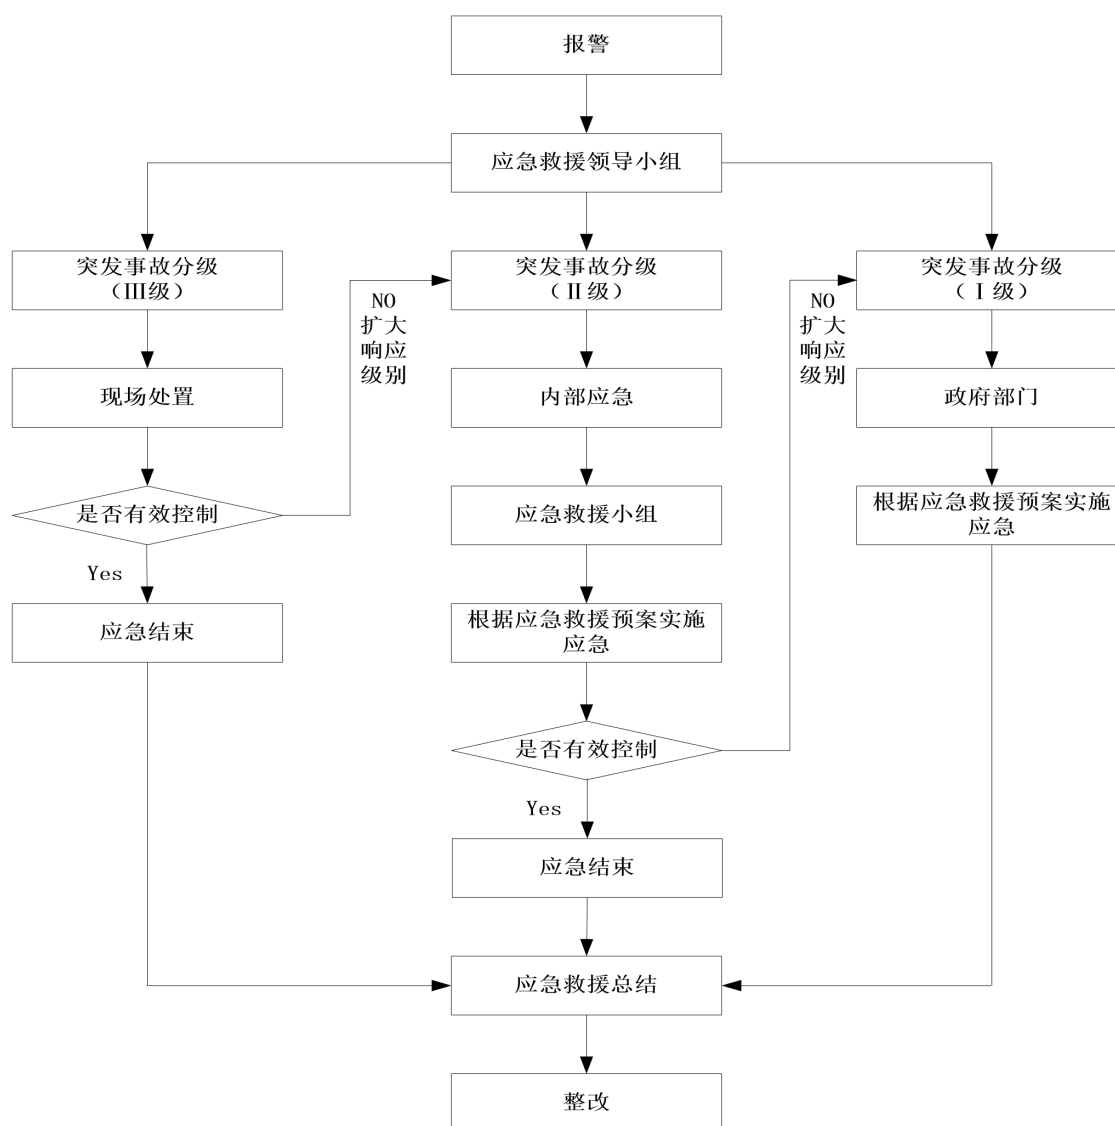 报警
应急救援领导小组
突发事故分级
（Ⅲ级）
突发事故分级
（Ⅱ级）
突发事故分级
（Ⅰ级）
NO
扩大
响应
级别
NO
扩大
响应
级别
现场处置
内部应急
政府部门
是否有效控制
应急救援小组
根据应急救援预案实施
应急
Yes
应急结束
根据应急救援预案实施
应急
是否有效控制
Yes
应急结束
应急救援总结
整改